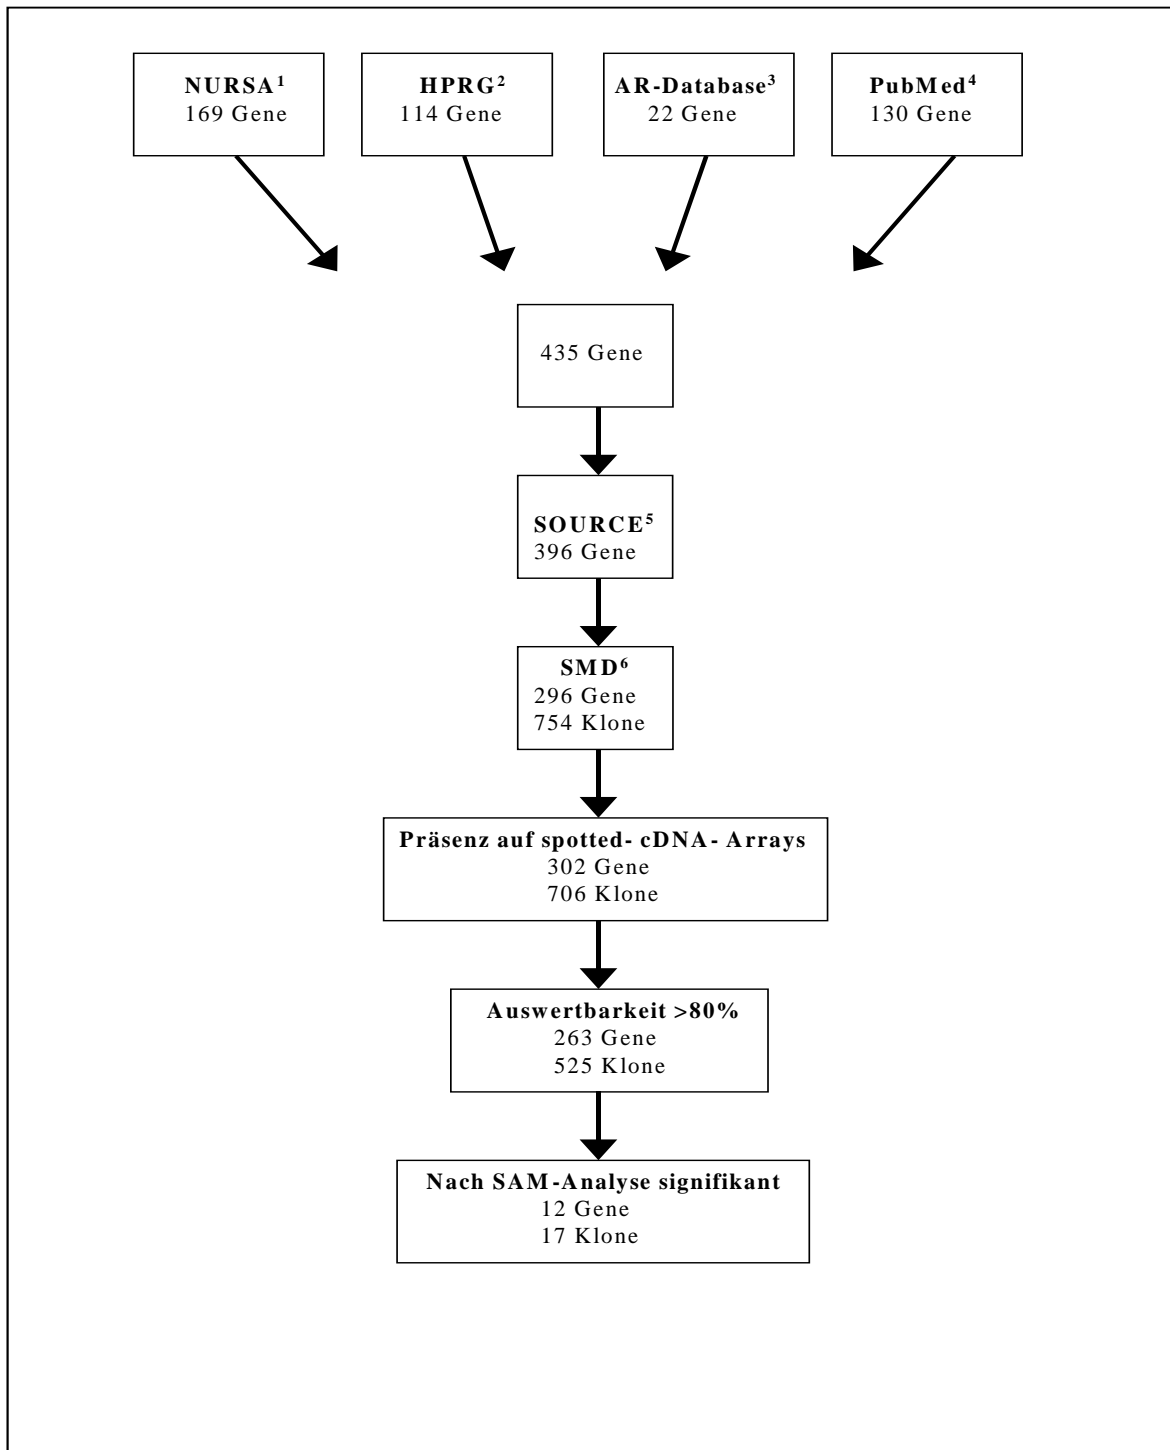 NURSA¹
169 Gene
HPRG²
114 Gene
AR-Database³
22 Gene
PubMed⁴
130 Gene
435 Gene
SOURCE⁵
396 Gene
SMD⁶
296 Gene
754 Klone
Präsenz auf spotted- cDNA- Arrays
302 Gene
706 Klone
Auswertbarkeit >80%
263 Gene
525 Klone
Nach SAM-Analyse signifikant
12 Gene
17 Klone